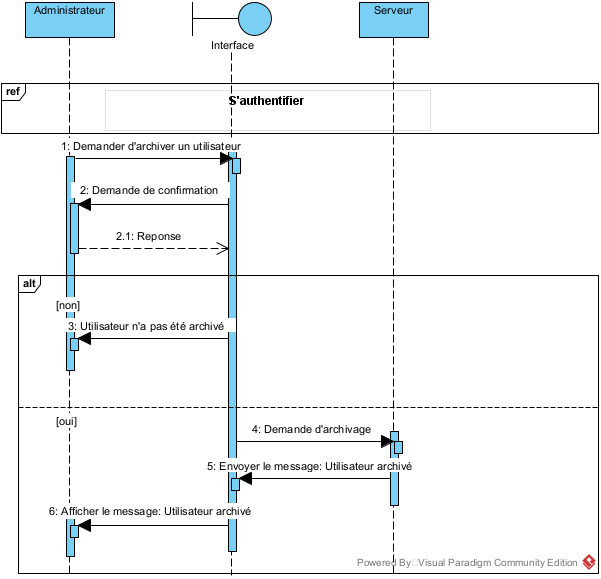 Administrateur
Interface
Serveur
ref
S'authentifier
1: Demander d'archiver un utilisateur
2: Demande de confirmation
2.1: Reponse
alt
[non]
3: Utilisateur n'a pas été archivé
[oui]
4: Demande d'archivage
5: Envoyer le message: Utilisateur archivé
6: Afficher le message: Utilisateur archivé
Powered By Visual Paradigm Community Edition